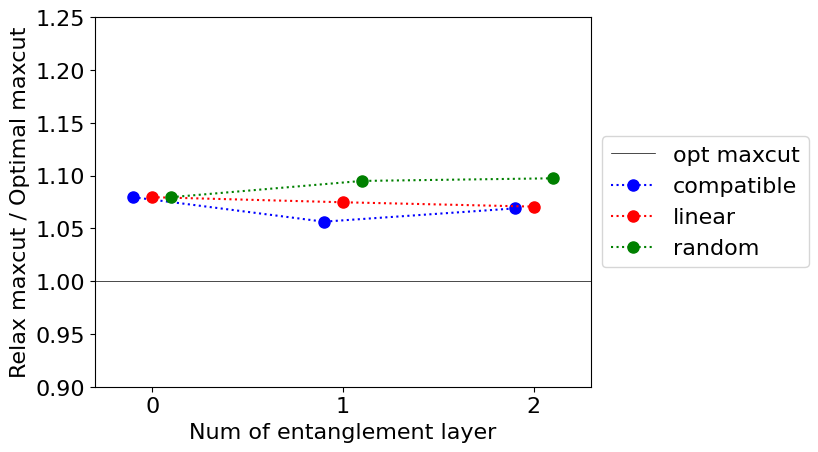 Relax maxcut / Optimal maxcut
1.25
1.20
1.15
1.10
1.05
1.00
0.95
0.90
0 1 2
Num of entanglement layer
opt maxcut
compatible
linear
random